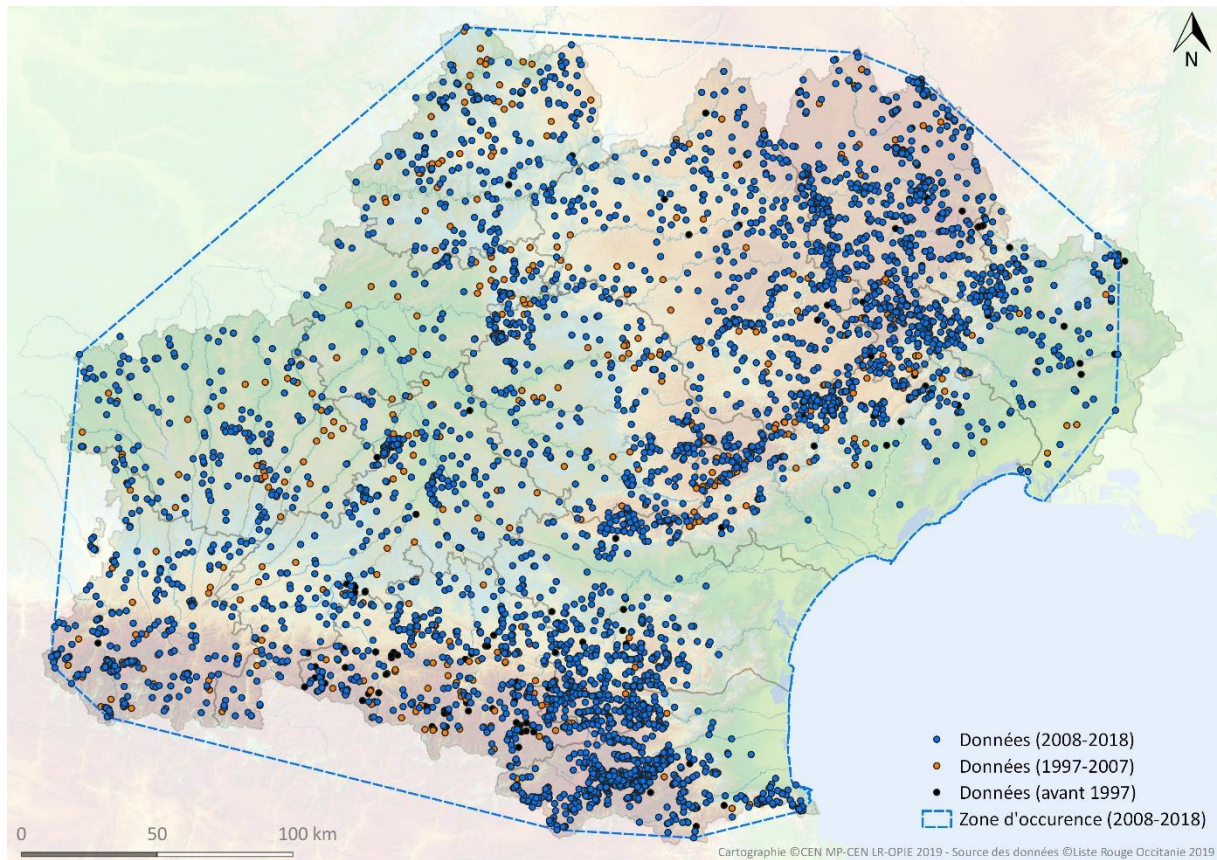 N
Données (2008-2018)
Données (1997-2007)
Données (avant 1997)
Zone d'occurence (2008-2018)
0 50 100 km
Cartographie ©CEN MP-CEN LR-OPIE 2019 - Source des données ©Liste Rouge Occitanie 2019